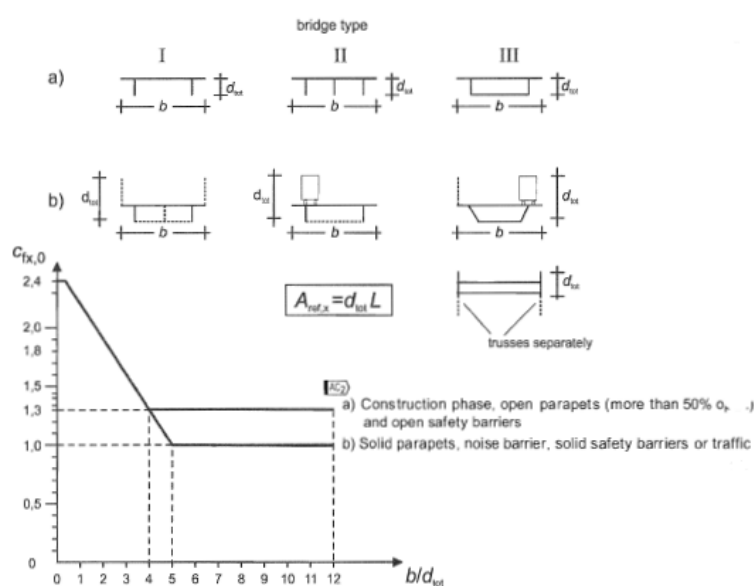 bridge type
I II III
a)
d_tot d_tot d_tot
b b b
b)
d_tot d_tot d_tot
b b b
c_fx,0
2,4
A_ref,x = d_tot L
d_tot
2,0
trusses separately
1,8
1,5
AC2
1,3
a) Construction phase, open parapets (more than 50%
and open safety barriers
1,0
b) Solid parapets, noise barrier, solid safety barriers or traffic
0,5
0
0 1 2 3 4 5 6 7 8 9 10 11 12 b/d_tot